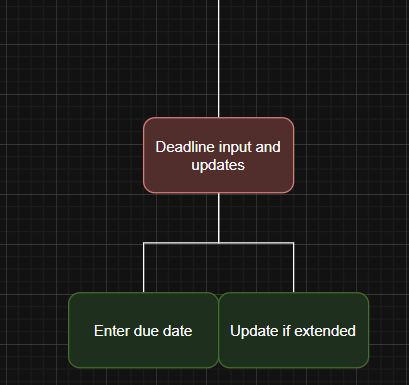 Deadline input and
updates
Enter due date
Update if extended